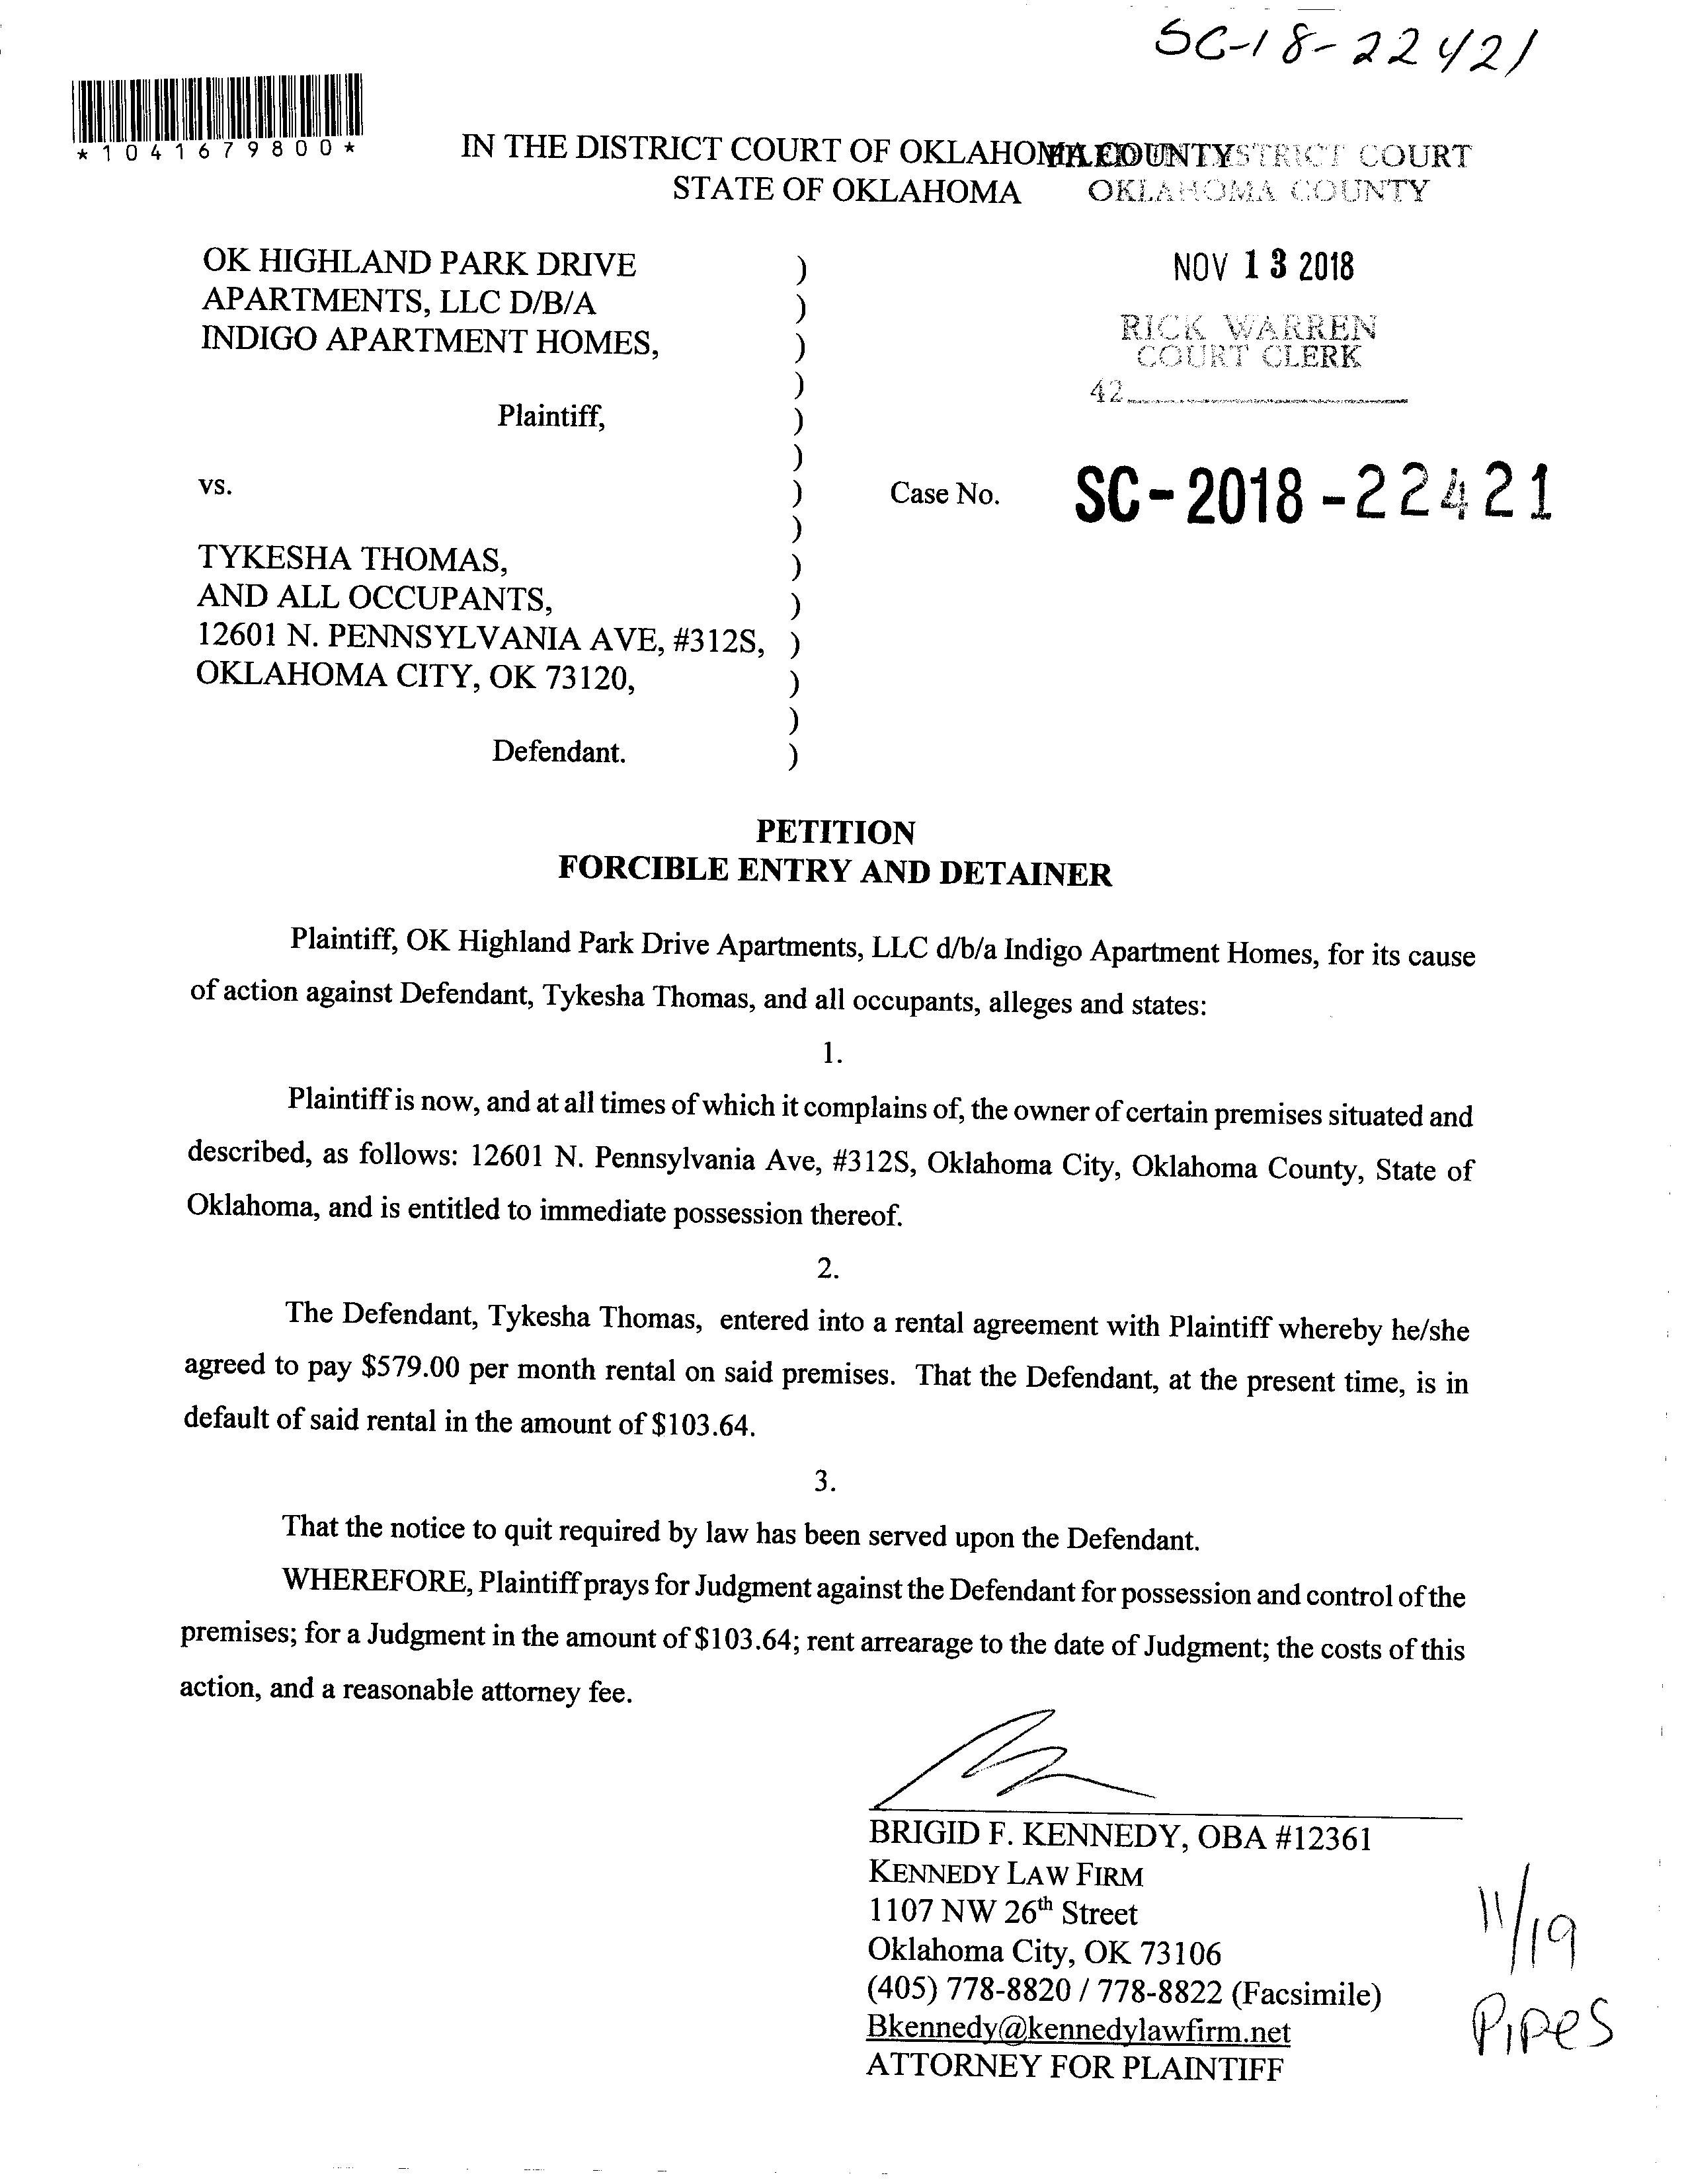 SC-18-22421
*1041679800*
IN THE DISTRICT COURT OF OKLAHOMA COUNTY
STATE OF OKLAHOMA
FILED IN DISTRICT COURT
OKLAHOMA COUNTY
NOV 13 2018
RICK WARREN
COURT CLERK
42
OK HIGHLAND PARK DRIVE )
APARTMENTS, LLC D/B/A )
INDIGO APARTMENT HOMES, )
)
Plaintiff, )
)
vs. ) Case No. SC-2018-22421
)
TYKESHA THOMAS, )
AND ALL OCCUPANTS, )
12601 N. PENNSYLVANIA AVE, #312S, )
OKLAHOMA CITY, OK 73120, )
)
Defendant. )
PETITION
FORCIBLE ENTRY AND DETAINER
Plaintiff, OK Highland Park Drive Apartments, LLC d/b/a Indigo Apartment Homes, for its cause
of action against Defendant, Tykesha Thomas, and all occupants, alleges and states:
1.
Plaintiff is now, and at all times of which it complains of, the owner of certain premises situated and
described, as follows: 12601 N. Pennsylvania Ave, #312S, Oklahoma City, Oklahoma County, State of
Oklahoma, and is entitled to immediate possession thereof.
2.
The Defendant, Tykesha Thomas, entered into a rental agreement with Plaintiff whereby he/she
agreed to pay $579.00 per month rental on said premises. That the Defendant, at the present time, is in
default of said rental in the amount of $103.64.
3.
That the notice to quit required by law has been served upon the Defendant.
WHEREFORE, Plaintiff prays for Judgment against the Defendant for possession and control of the
premises; for a Judgment in the amount of $103.64; rent arrearage to the date of Judgment; the costs of this
action, and a reasonable attorney fee.
BRIGID F. KENNEDY, OBA #12361
KENNEDY LAW FIRM
1107 NW 26th Street
Oklahoma City, OK 73106
(405) 778-8820 / 778-8822 (Facsimile)
Bkennedy@kennedylawfirm.net
ATTORNEY FOR PLAINTIFF
11/19
Pipes